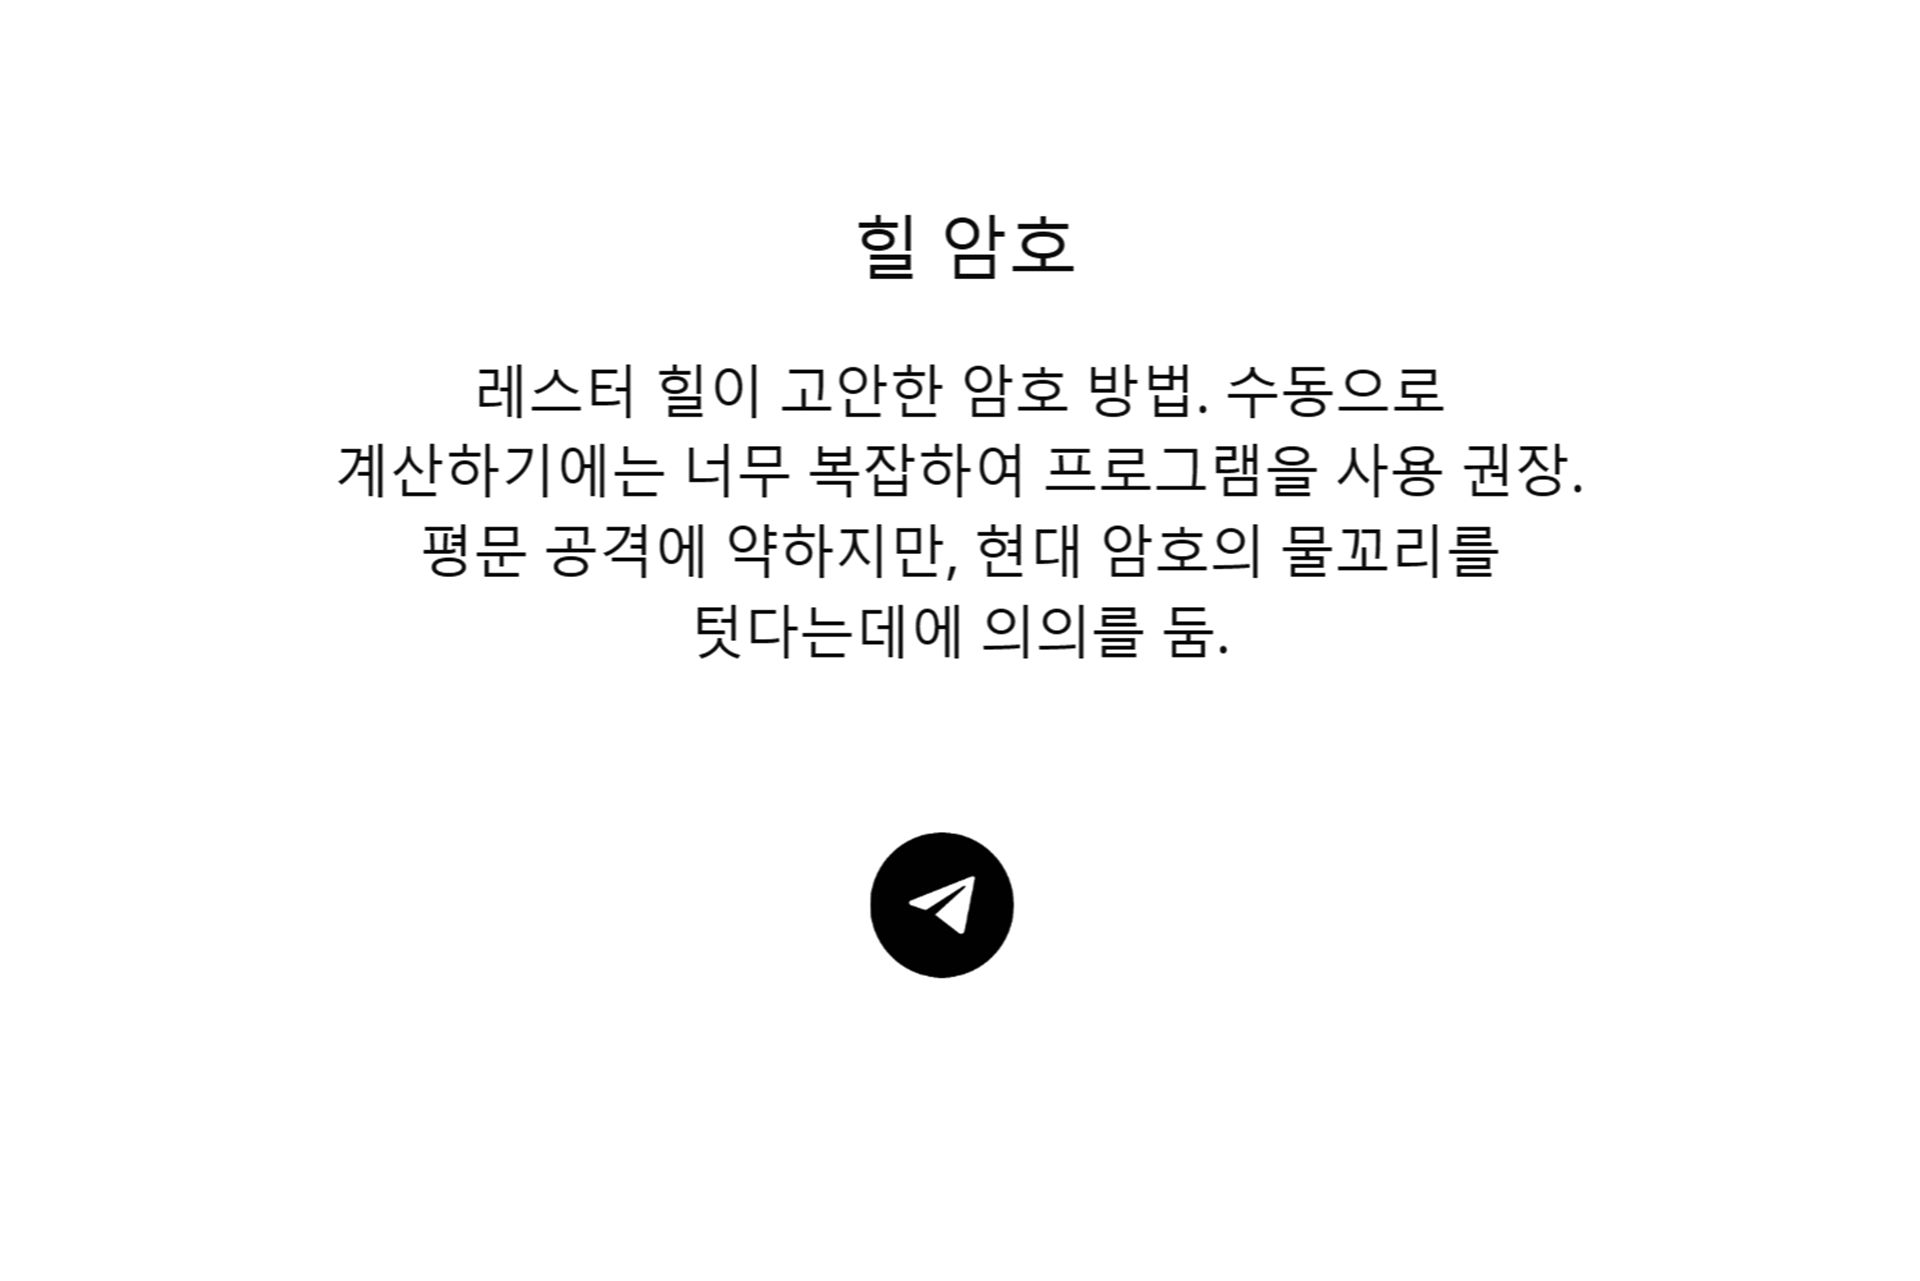 힐 암호
레스터 힐이 고안한 암호 방법. 수동으로
계산하기에는 너무 복잡하여 프로그램을 사용 권장.
평문 공격에 약하지만, 현대 암호의 물꼬리를
텃다는데에 의의를 둠.